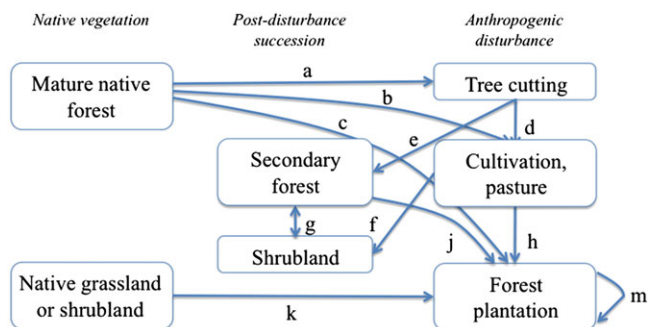 Native vegetation
Post-disturbance
succession
Anthropogenic
disturbance
Mature native
forest
a
Tree cutting
b
c
d
e
Secondary
forest
Cultivation,
pasture
g
f
j
h
Shrubland
Native grassland
or shrubland
k
Forest
plantation
m